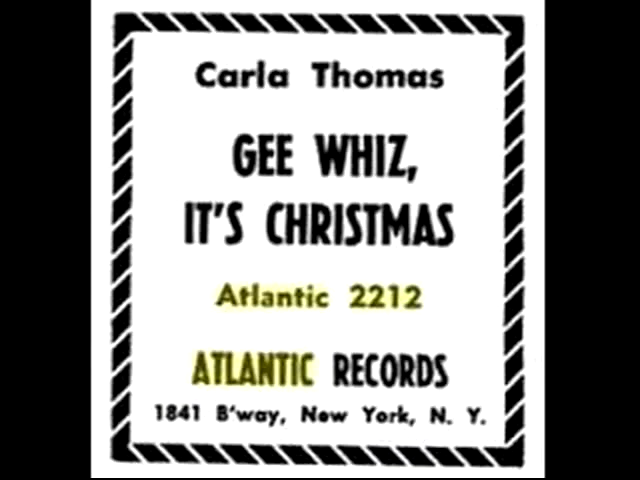 Carla Thomas
GEE WHIZ,
IT'S CHRISTMAS
Atlantic 2212
ATLANTIC RECORDS
1841 B'way, New York, N. Y.